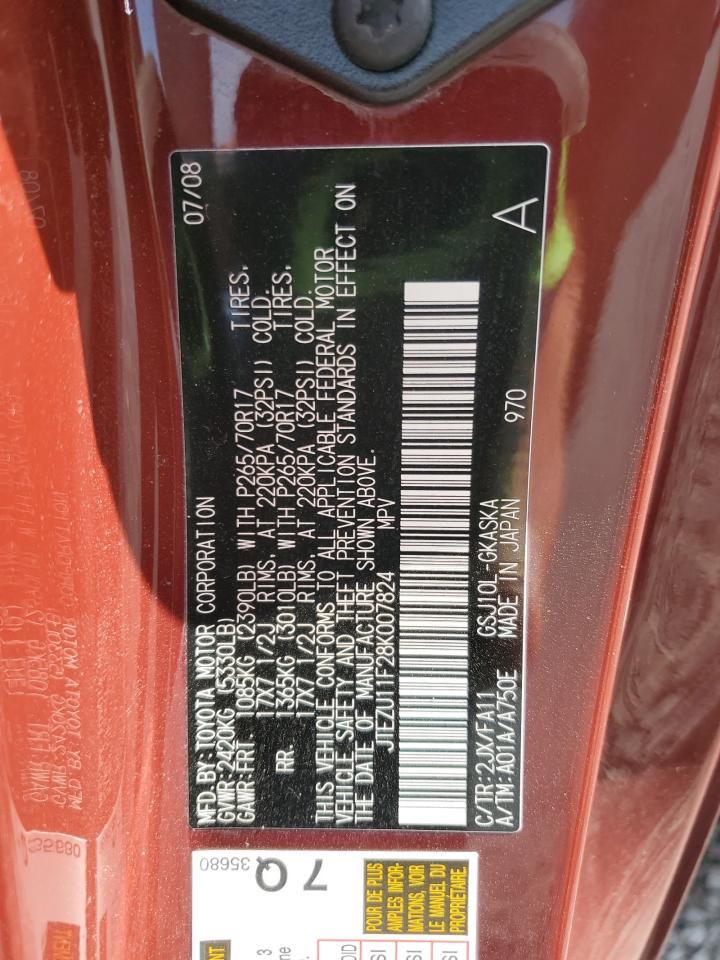 MFD.BY:TOYOTA MOTOR CORPORATION 07/08
GVWR:2420KG (5330LB)
GAWR:FRT. 1085KG (2390LB) WITH P265/70R17 TIRES,
17X7 1/2J RIMS, AT 220KPA (32PSI) COLD.
RR. 1365KG (3010LB) WITH P265/70R17 TIRES,
17X7 1/2J RIMS, AT 220KPA (32PSI) COLD.
THIS VEHICLE CONFORMS TO ALL APPLICABLE FEDERAL MOTOR
VEHICLE SAFETY AND THEFT PREVENTION STANDARDS IN EFFECT ON
THE DATE OF MANUFACTURE SHOWN ABOVE.
JTEZU11F28K007824 MPV
C/TR:2JX/FA11 GSJ10L-GKASKA 970
A/TM:A01A/A750E MADE IN JAPAN A
35680
7Q
POUR DE PLUS
AMPLES INFOR-
MATIONS, VOIR
LE MANUEL DU
PROPRIÉTAIRE